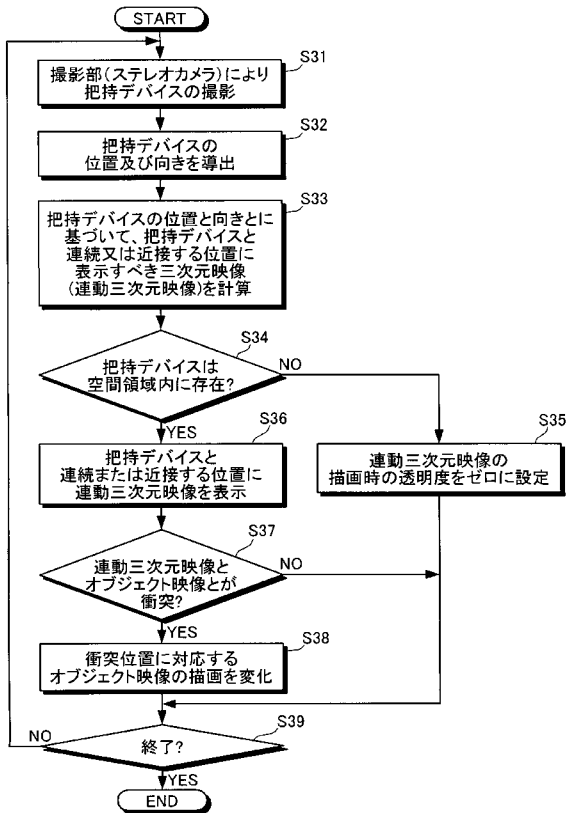 START
S31
撮影部(ステレオカメラ)により
把持デバイスの撮影
S32
把持デバイスの
位置及び向きを導出
S33
把持デバイスの位置と向きとに
基づいて、把持デバイスと
連続又は近接する位置に
表示すべき三次元映像
(連動三次元映像)を計算
S34
把持デバイスは
空間領域内に存在?
NO
YES
S35
連動三次元映像の
描画時の透明度をゼロに設定
S36
把持デバイスと
連続または近接する位置に
連動三次元映像を表示
S37
連動三次元映像と
オブジェクト映像とが
衝突?
NO
YES
S38
衝突位置に対応する
オブジェクト映像の描画を変化
S39
終了?
NO
YES
END